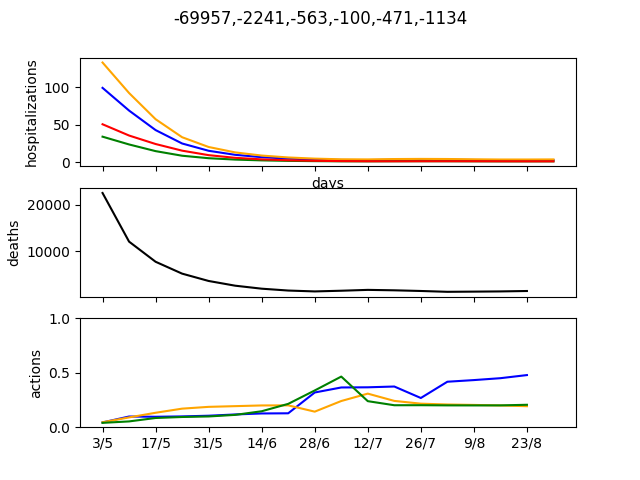 -69957,-2241,-563,-100,-471,-1134
hospitalizations
100
50
0
days
deaths
20000
10000
actions
1.0
0.5
0.0
3/5 17/5 31/5 14/6 28/6 12/7 26/7 9/8 23/8